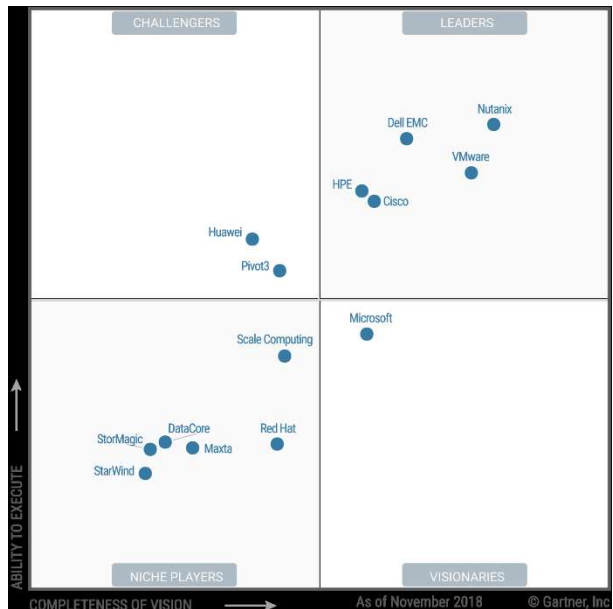 CHALLENGERS
LEADERS
Nutanix
Dell EMC
VMware
HPE
Cisco
Huawei
Pivot3
Microsoft
Scale Computing
StorMagic
DataCore
Maxta
Red Hat
StarWind
ABILITY TO EXECUTE
NICHE PLAYERS
VISIONARIES
COMPLETENESS OF VISION
As of November 2018
© Gartner, Inc